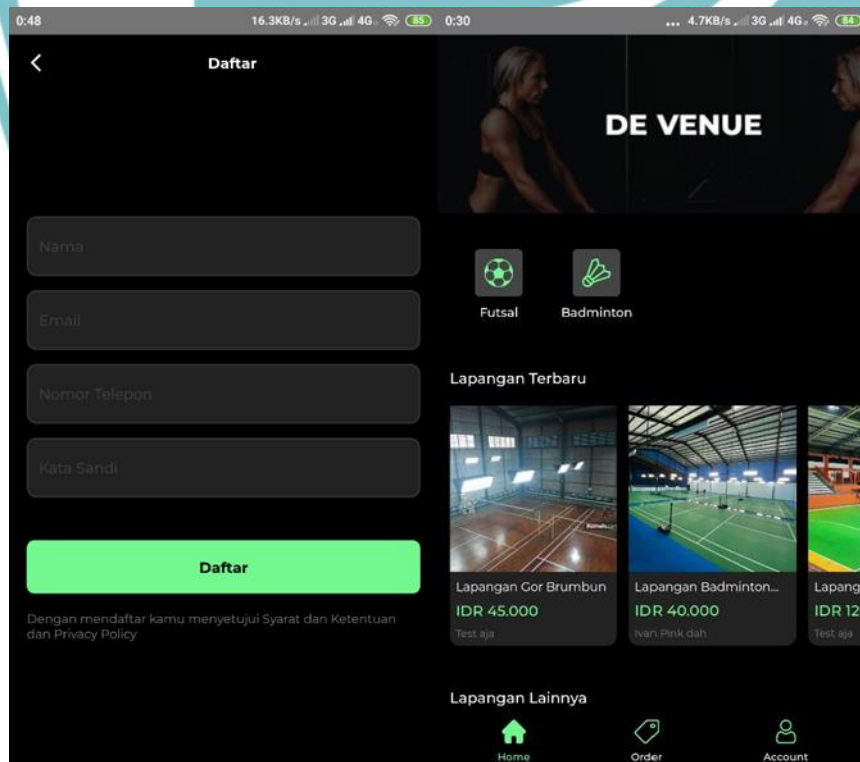 0:48
16.3KB/s 3G 4G 85
Daftar
Nama
Email
Nomor Telepon
Kata Sandi
Daftar
Dengan mendaftar kamu menyetujui Syarat dan Ketentuan
dan Privacy Policy
0:30
... 4.7KB/s 3G 4G 84
DE VENUE
Futsal
Badminton
Lapangan Terbaru
Lapangan Gor Brumbun
IDR 45.000
Test aja
Lapangan Badminton...
IDR 40.000
Ivan Pink dah
Lapang
IDR 12
Test aja
Lapangan Lainnya
Home
Order
Account